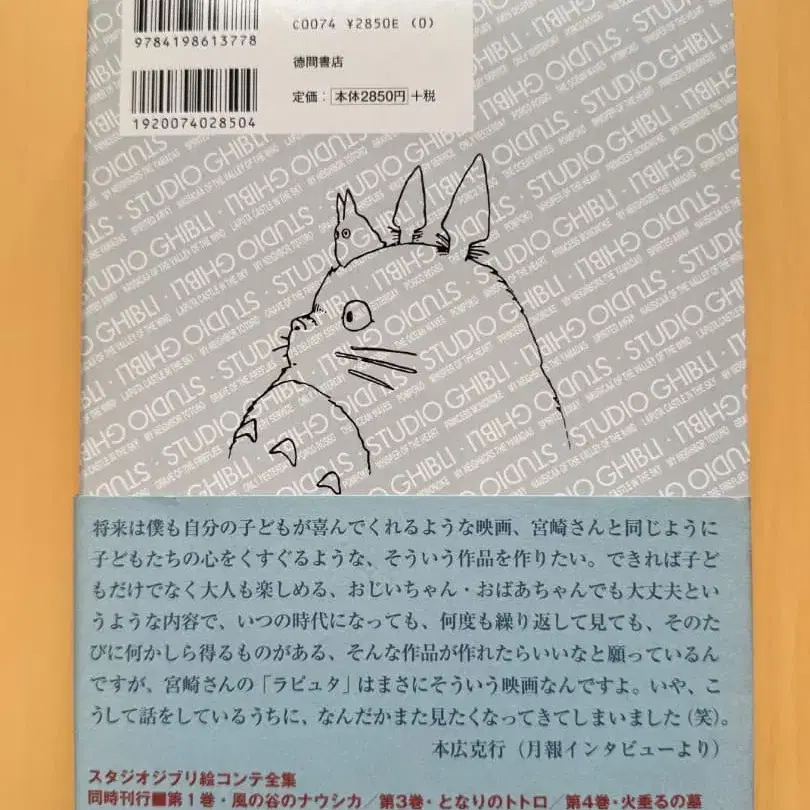 C0074 ¥2850E (0)
9784198613778
徳間書店
定価：本体2850円＋税
1920074028504
STUDIO GHIBLI
将来は僕も自分の子どもが喜んでくれるような映画、宮崎さんと同じように
子どもたちの心をくすぐるような、そういう作品を作りたい。できれば子ど
もだけでなく大人も楽しめる、おじいちゃん・おばあちゃんでも大丈夫とい
うような内容で、いつの時代になっても、何度も繰り返して見ても、そのた
びに何かしら得るものがある、そんな作品が作れたらいいなと願っているん
ですが、宮崎さんの「ラピュタ」はまさにそういう映画なんですよ。いや、こ
うして話をしているうちに、なんだかまた見たくなってきてしまいました（笑）。
本広克行（月報インタビューより）
スタジオジブリ絵コンテ全集
同時刊行■第1巻・風の谷のナウシカ／第3巻・となりのトトロ／第4巻・火垂るの墓